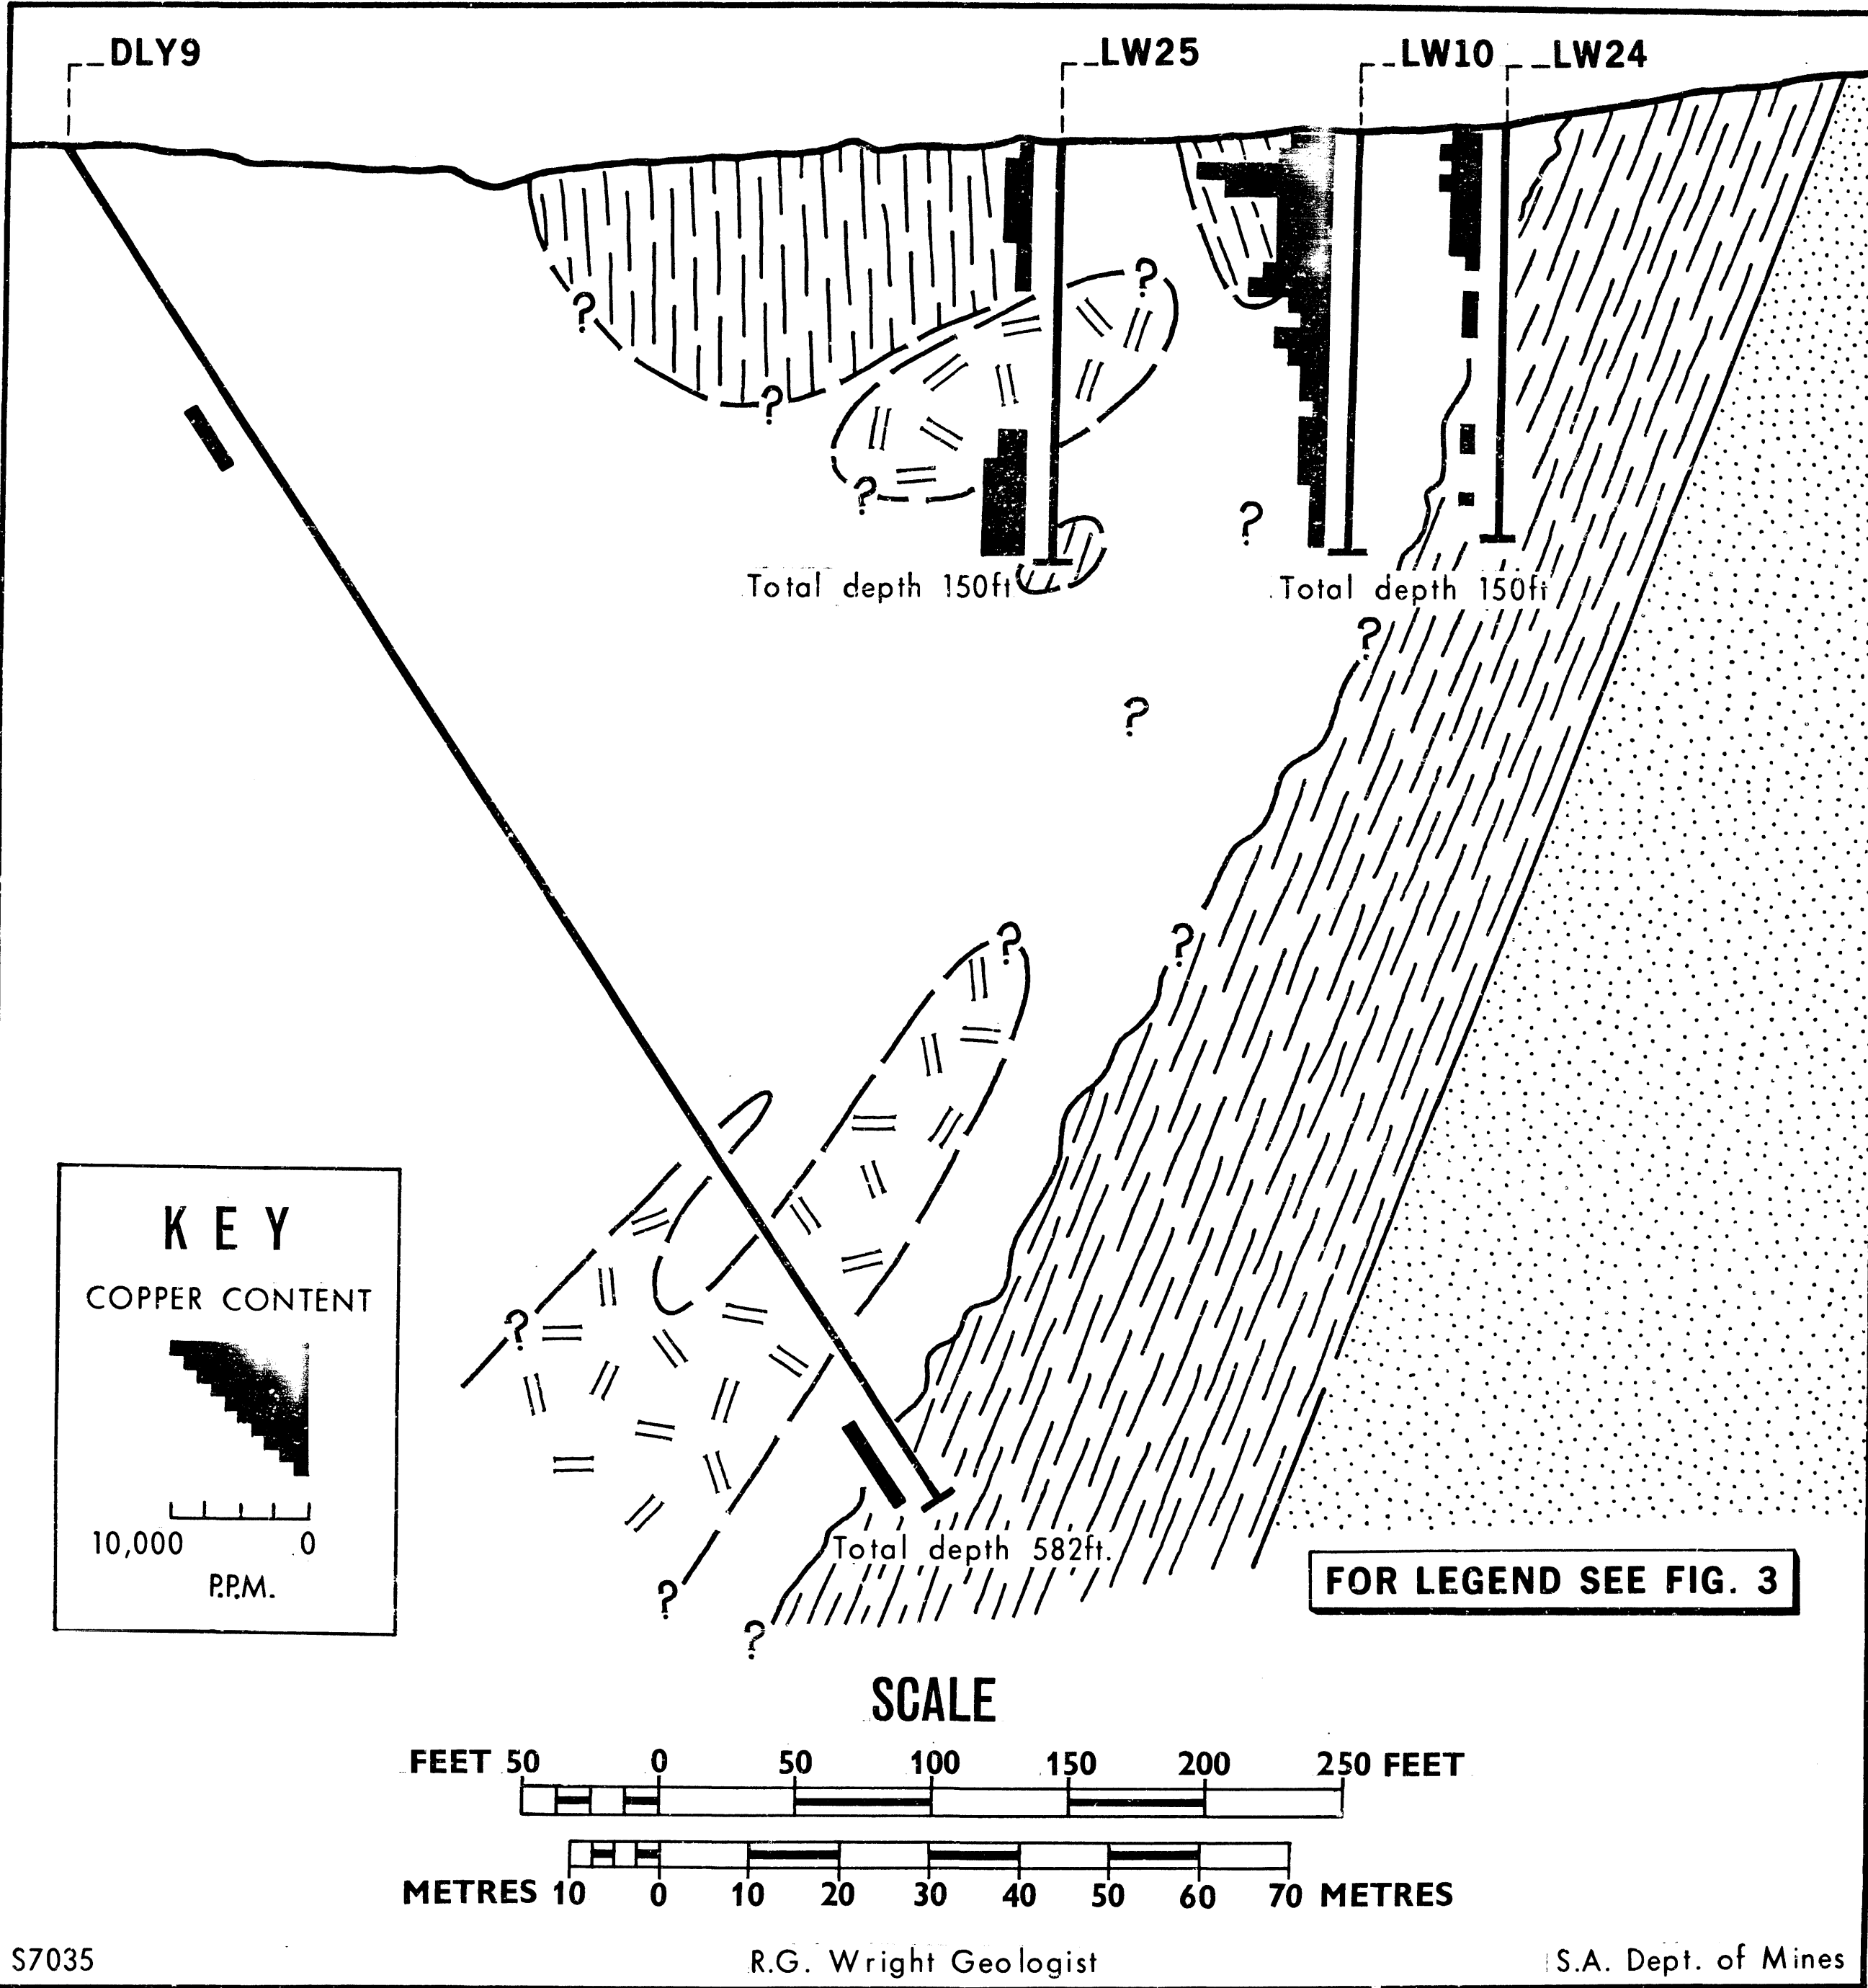 DLY9
LW25
LW10
LW24
?
?
?
?
?
Total depth 150ft
Total depth 150ft
?
?
?
?
?
KEY
COPPER CONTENT
10,000 0
P.P.M.
Total depth 582ft.
FOR LEGEND SEE FIG. 3
?
?
SCALE
FEET 50 0 50 100 150 200 250 FEET
METRES 10 0 10 20 30 40 50 60 70 METRES
S7035
R.G. Wright Geologist
S.A. Dept. of Mines